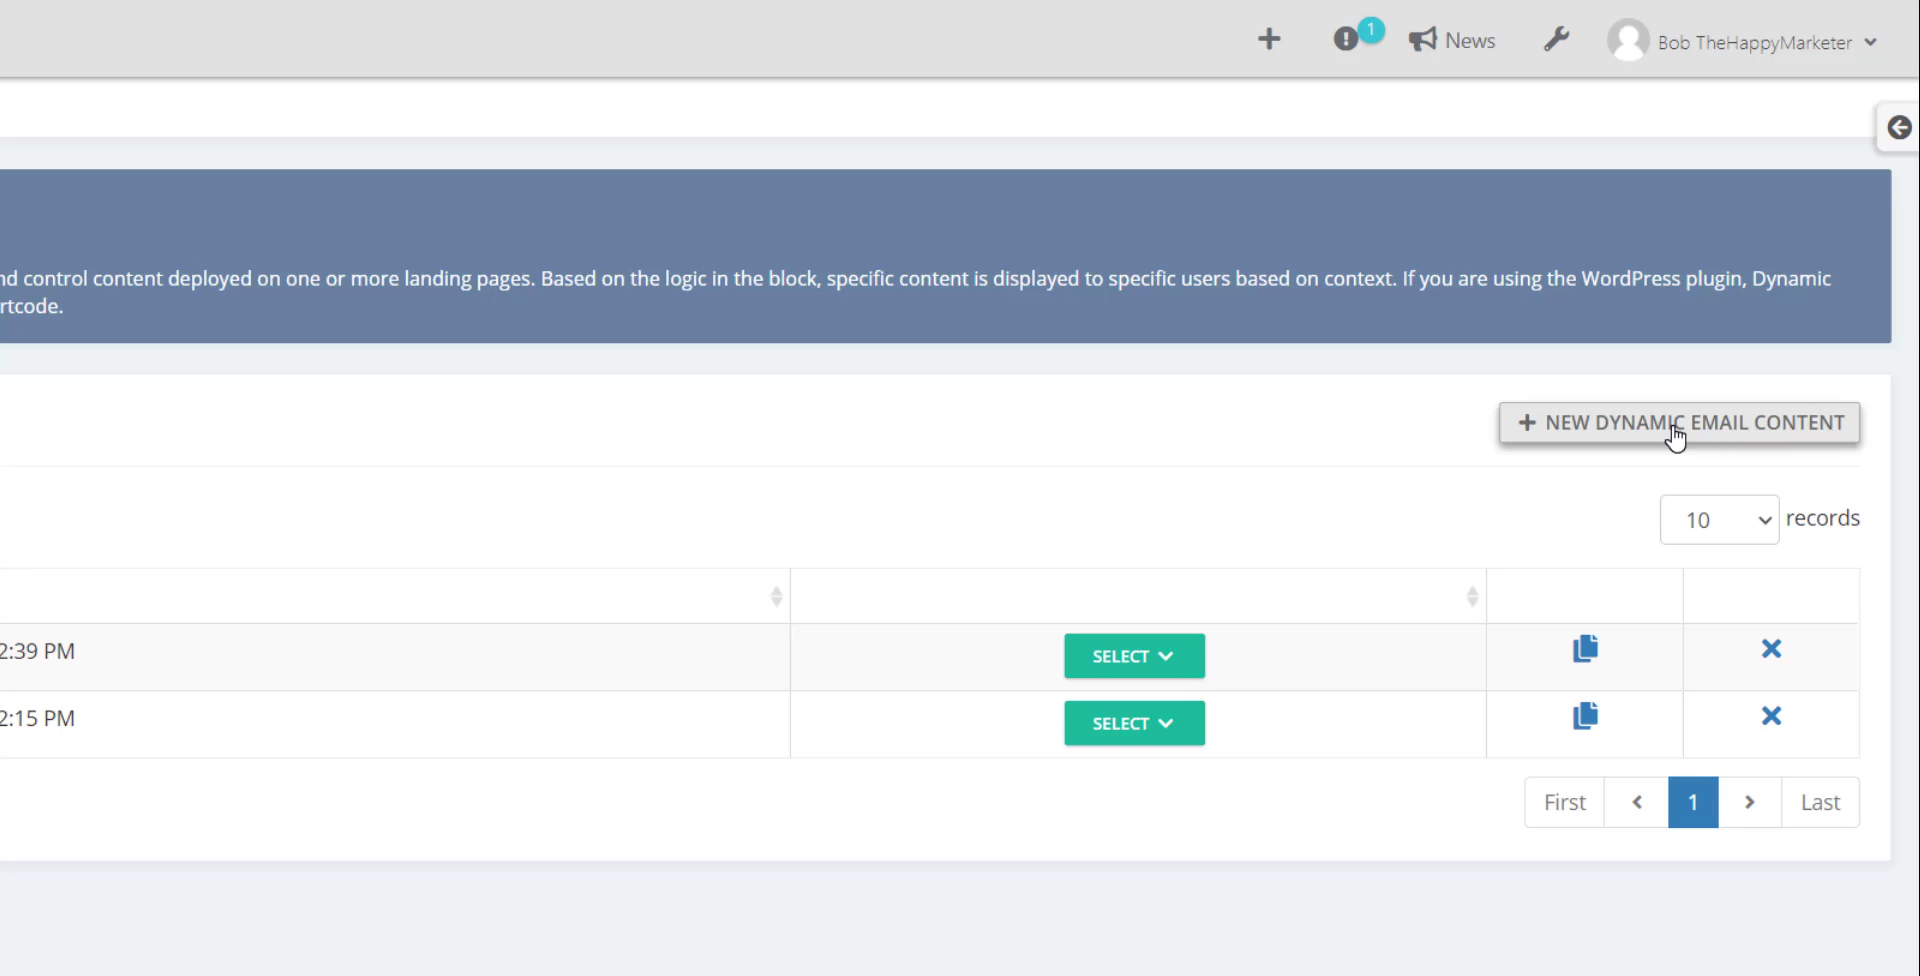 1
News
Bob TheHappyMarketer
control content deployed on one or more landing pages. Based on the logic in the block, specific content is displayed to specific users based on context. If you are using the WordPress plugin, Dynamic
NEW DYNAMIC EMAIL CONTENT
10 records
2:39 PM
SELECT
2:15 PM
SELECT
First 1 Last